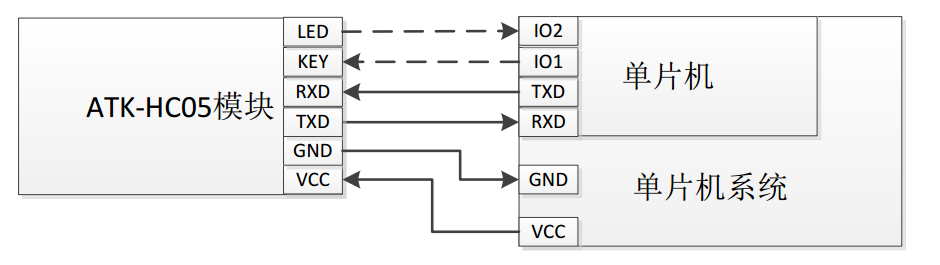 LED
KEY
RXD
TXD
GND
VCC
ATK-HC05模块
IO2
IO1
TXD
RXD
GND
VCC
单片机
单片机系统